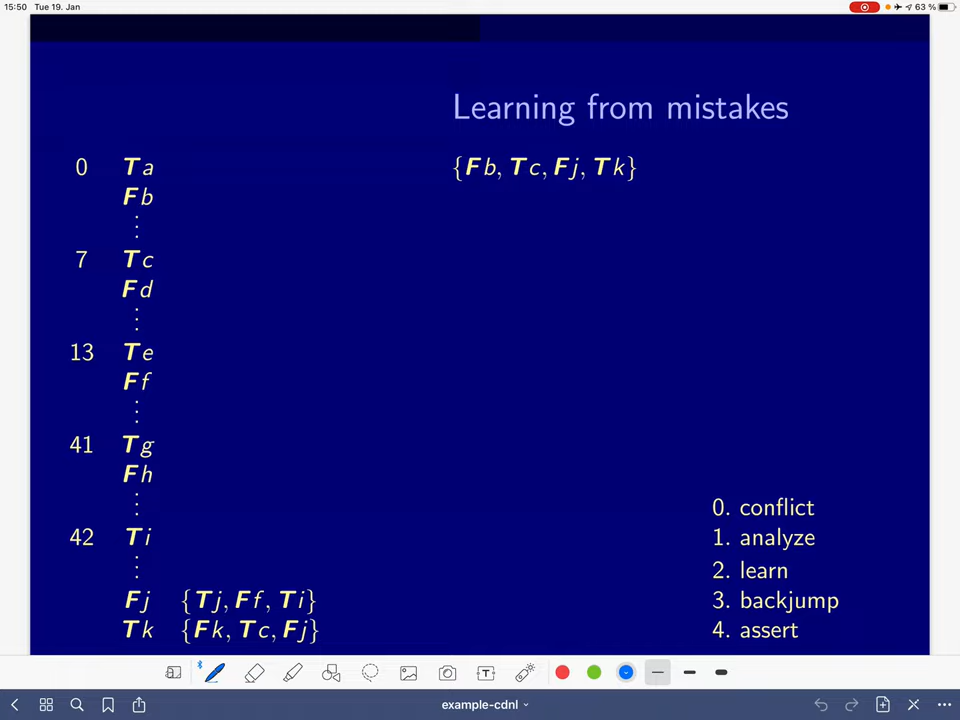 15:50 Tue 19. Jan 63 %
Learning from mistakes
0 Ta {Fb, Tc, Fj, Tk}
Fb
⋮
7 Tc
Fd
⋮
13 Te
Ff
⋮
41 Tg
Fh
⋮
0. conflict
42 Ti 1. analyze
⋮ 2. learn
Fj {Tj, Ff, Ti} 3. backjump
Tk {Fk, Tc, Fj} 4. assert
example-cdnl